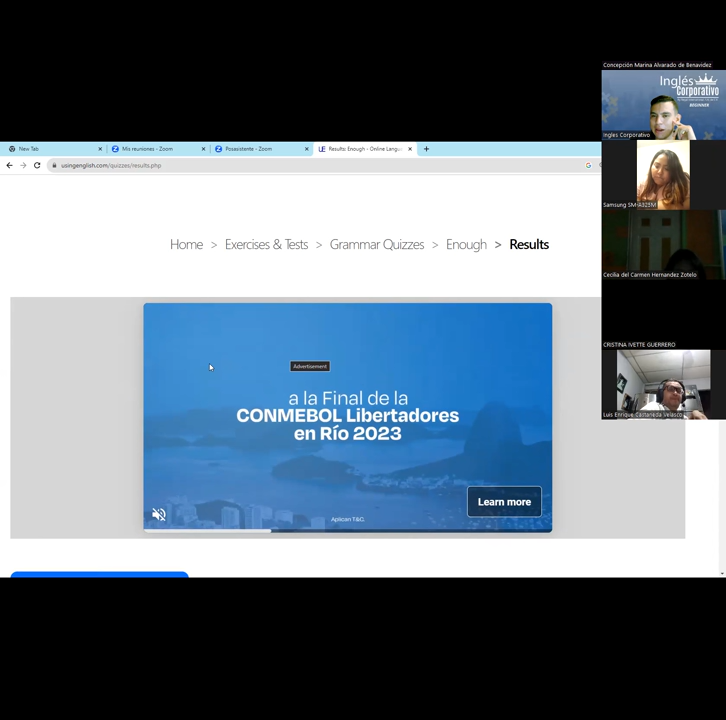 Concepción Marina Alvarado de Benavidez
Inglés
Corporativo
BEGINNER
Ingles Corporativo
New Tab
Mis reuniones - Zoom
Posasistente - Zoom
Results: Enough - Online Langu
usingenglish.com/quizzes/results.php
Samsung SM-A325M
Home > Exercises & Tests > Grammar Quizzes > Enough > Results
Cecilia del Carmen Hernandez Zotelo
CRISTINA IVETTE GUERRERO
Luis Enrique Castaneda Velasco
Advertisement
a la Final de la
CONMEBOL Libertadores
en Río 2023
Learn more
Aplican T&C.